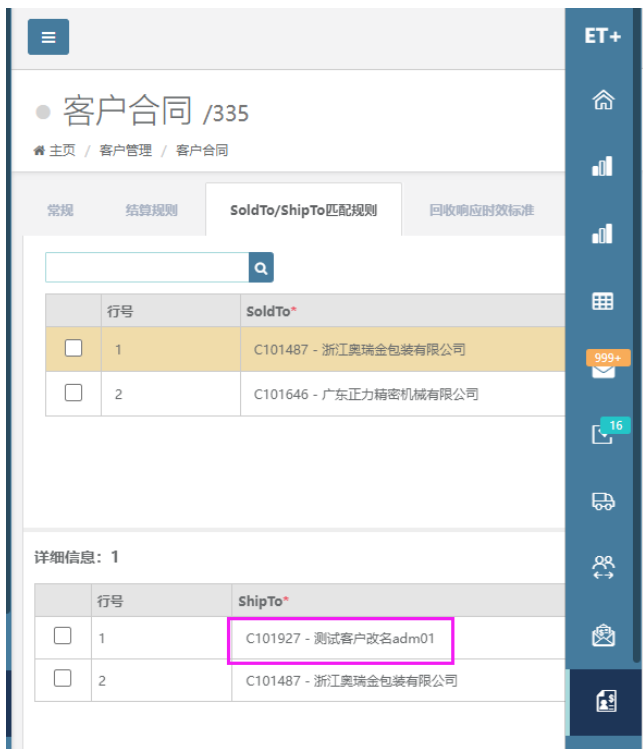 ET+
客户合同 /335
主页 / 客户管理 / 客户合同
常规 结算规则 SoldTo/ShipTo匹配规则 回收响应时效标准
行号 SoldTo*
1 C101487 - 浙江奥瑞金包装有限公司
2 C101646 - 广东正力精密机械有限公司
999+
16
详细信息：1
行号 ShipTo*
1 C101927 - 测试客户改名adm01
2 C101487 - 浙江奥瑞金包装有限公司